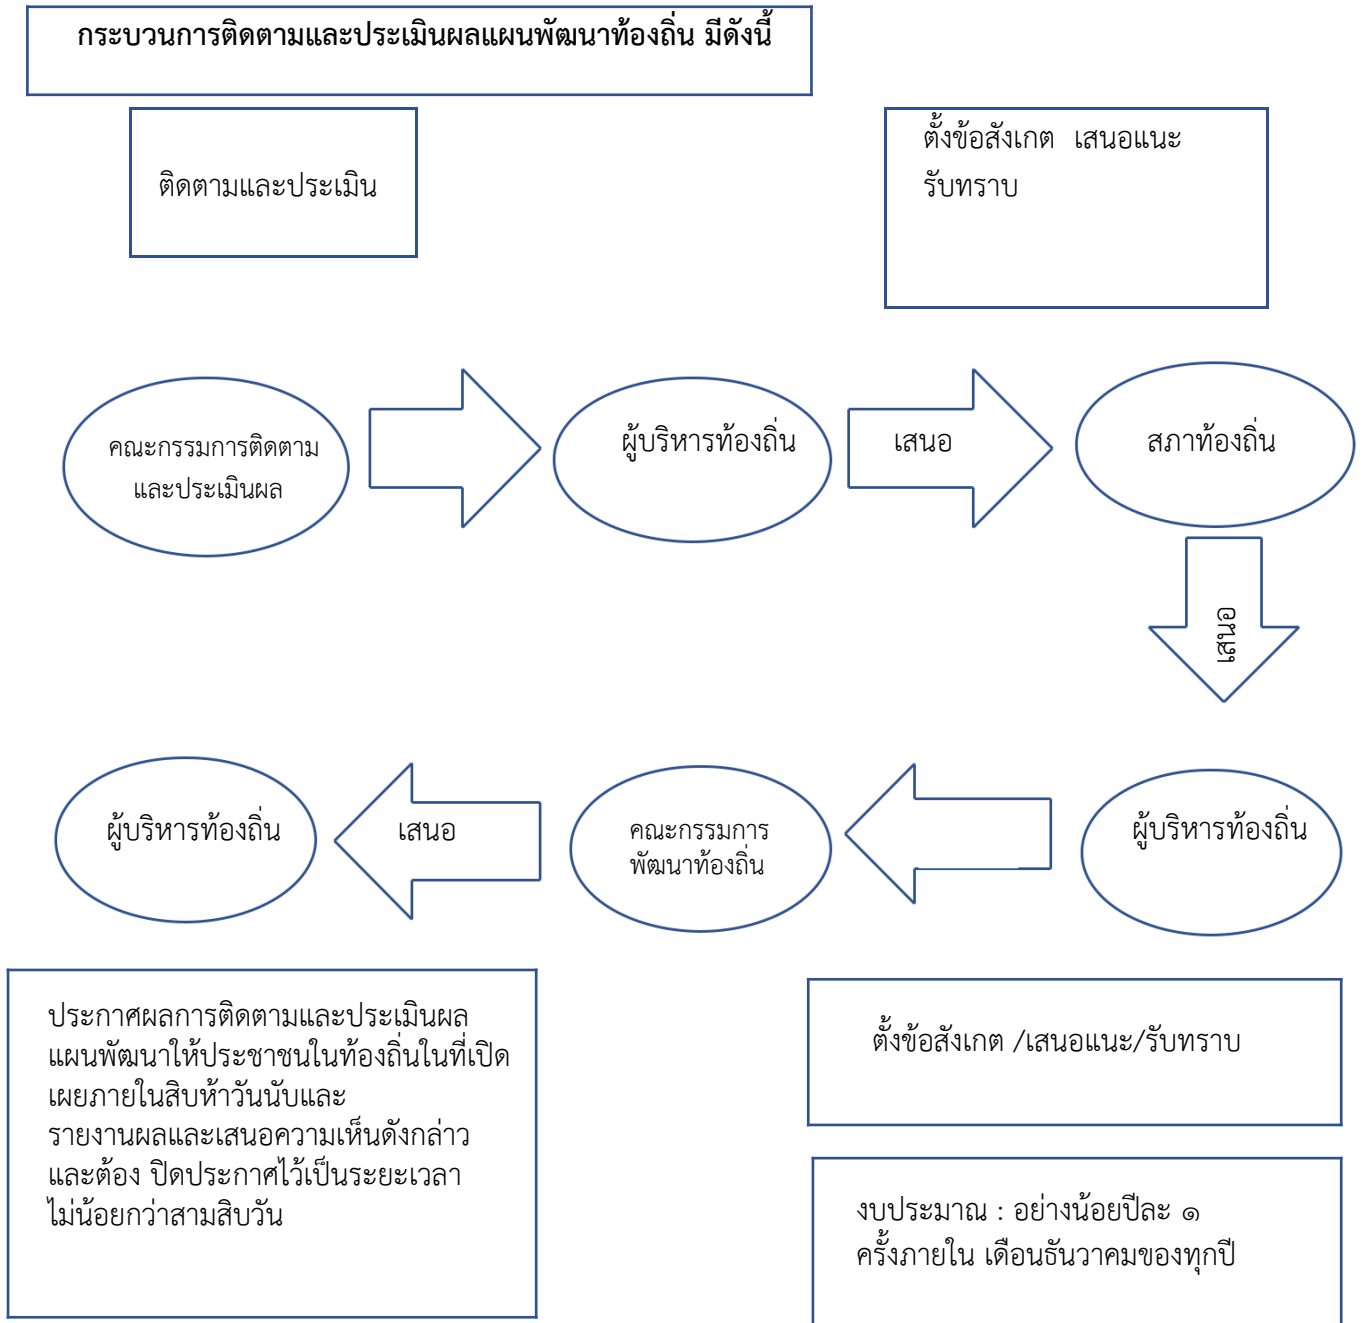 กระบวนการติดตามและประเมินผลแผนพัฒนาท้องถิ่น มีดังนี้
ติดตามและประเมิน
ตั้งข้อสังเกต เสนอแนะ
รับทราบ
คณะกรรมการติดตาม
และประเมินผล
ผู้บริหารท้องถิ่น
เสนอ
สภาท้องถิ่น
เสนอ
ผู้บริหารท้องถิ่น
เสนอ
คณะกรรมการ
พัฒนาท้องถิ่น
ผู้บริหารท้องถิ่น
ประกาศผลการติดตามและประเมินผล
แผนพัฒนาให้ประชาชนในท้องถิ่นในที่เปิด
เผยภายในสิบห้าวันนับและ
รายงานผลและเสนอความเห็นดังกล่าว
และต้อง ปิดประกาศไว้เป็นระยะเวลา
ไม่น้อยกว่าสามสิบวัน
ตั้งข้อสังเกต /เสนอแนะ/รับทราบ
งบประมาณ : อย่างน้อยปีละ ๑
ครั้งภายใน เดือนธันวาคมของทุกปี